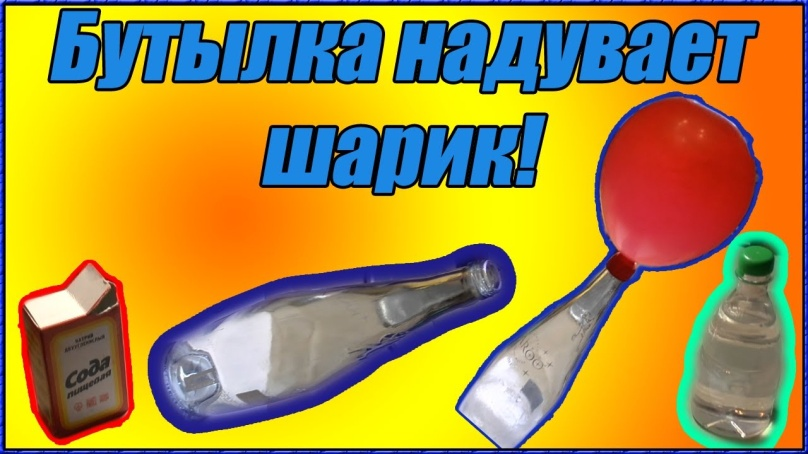 Бутылка надувает
шарик!
Сода
пищевая